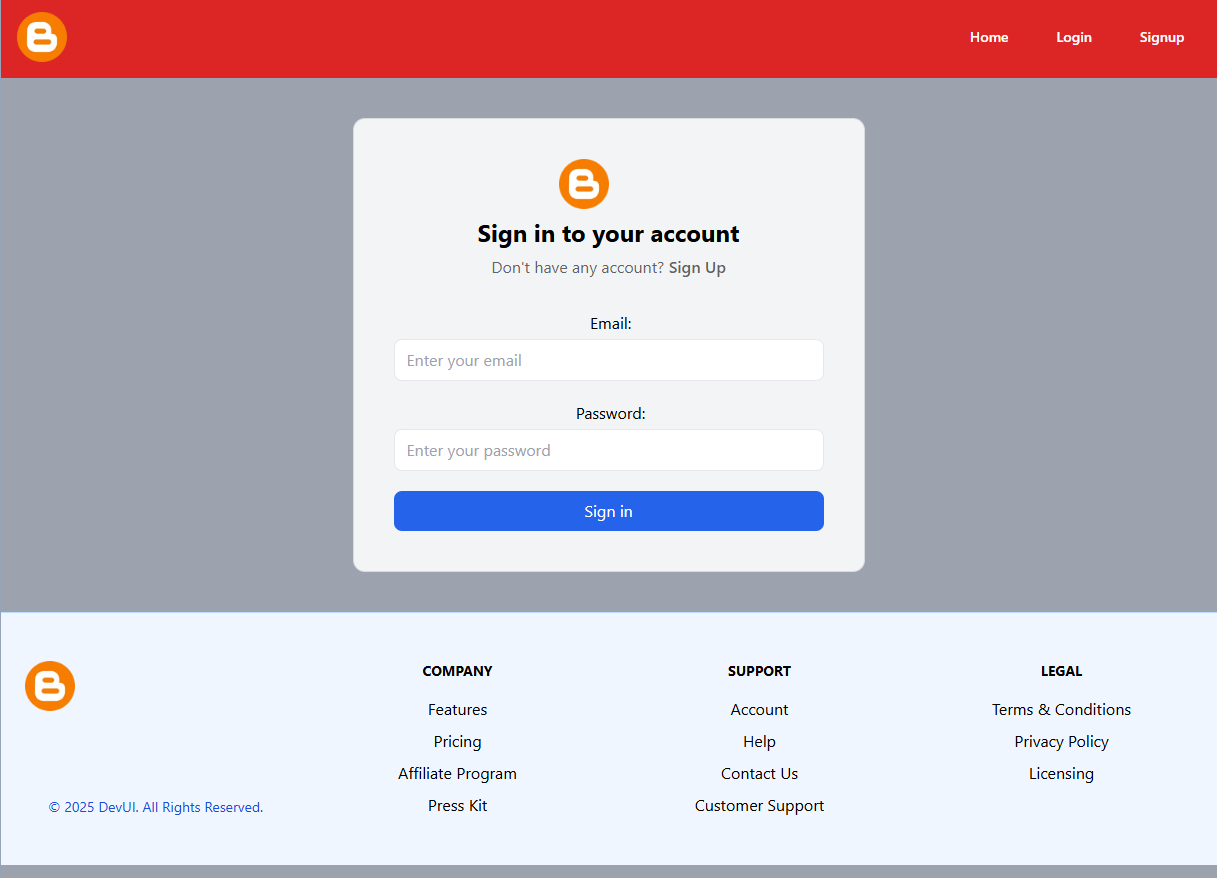 Home Login Signup
Sign in to your account
Don't have any account? Sign Up
Email:
Enter your email
Password:
Enter your password
Sign in
COMPANY
Features
Pricing
Affiliate Program
Press Kit
SUPPORT
Account
Help
Contact Us
Customer Support
LEGAL
Terms & Conditions
Privacy Policy
Licensing
© 2025 DevUI. All Rights Reserved.